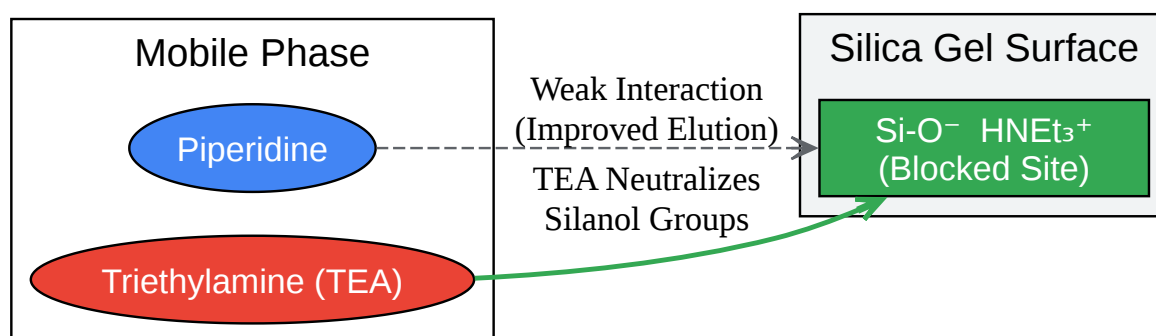 Mobile Phase
Piperidine
Triethylamine (TEA)
Weak Interaction
(Improved Elution)
TEA Neutralizes
Silanol Groups
Silica Gel Surface
Si-O⁻  HNEt₃⁺
(Blocked Site)